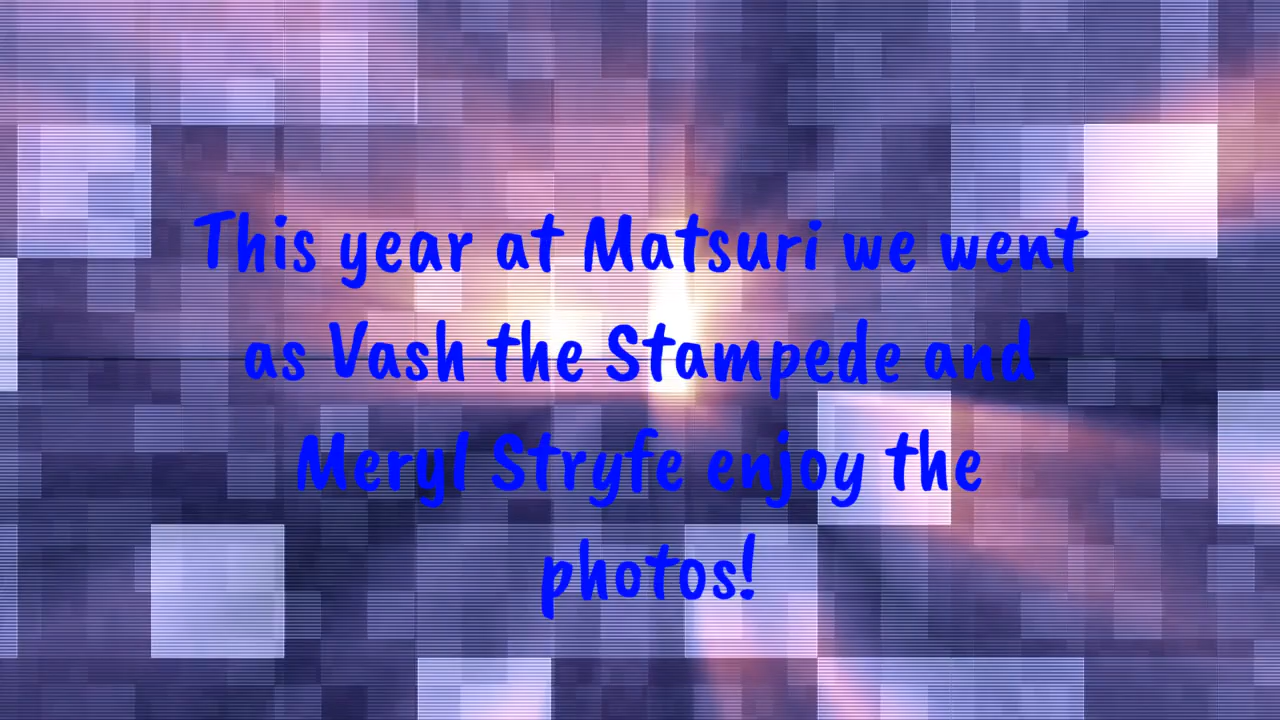 This year at Matsuri we went
as Vash the Stampede and
Meryl Stryfe enjoy the
photos!